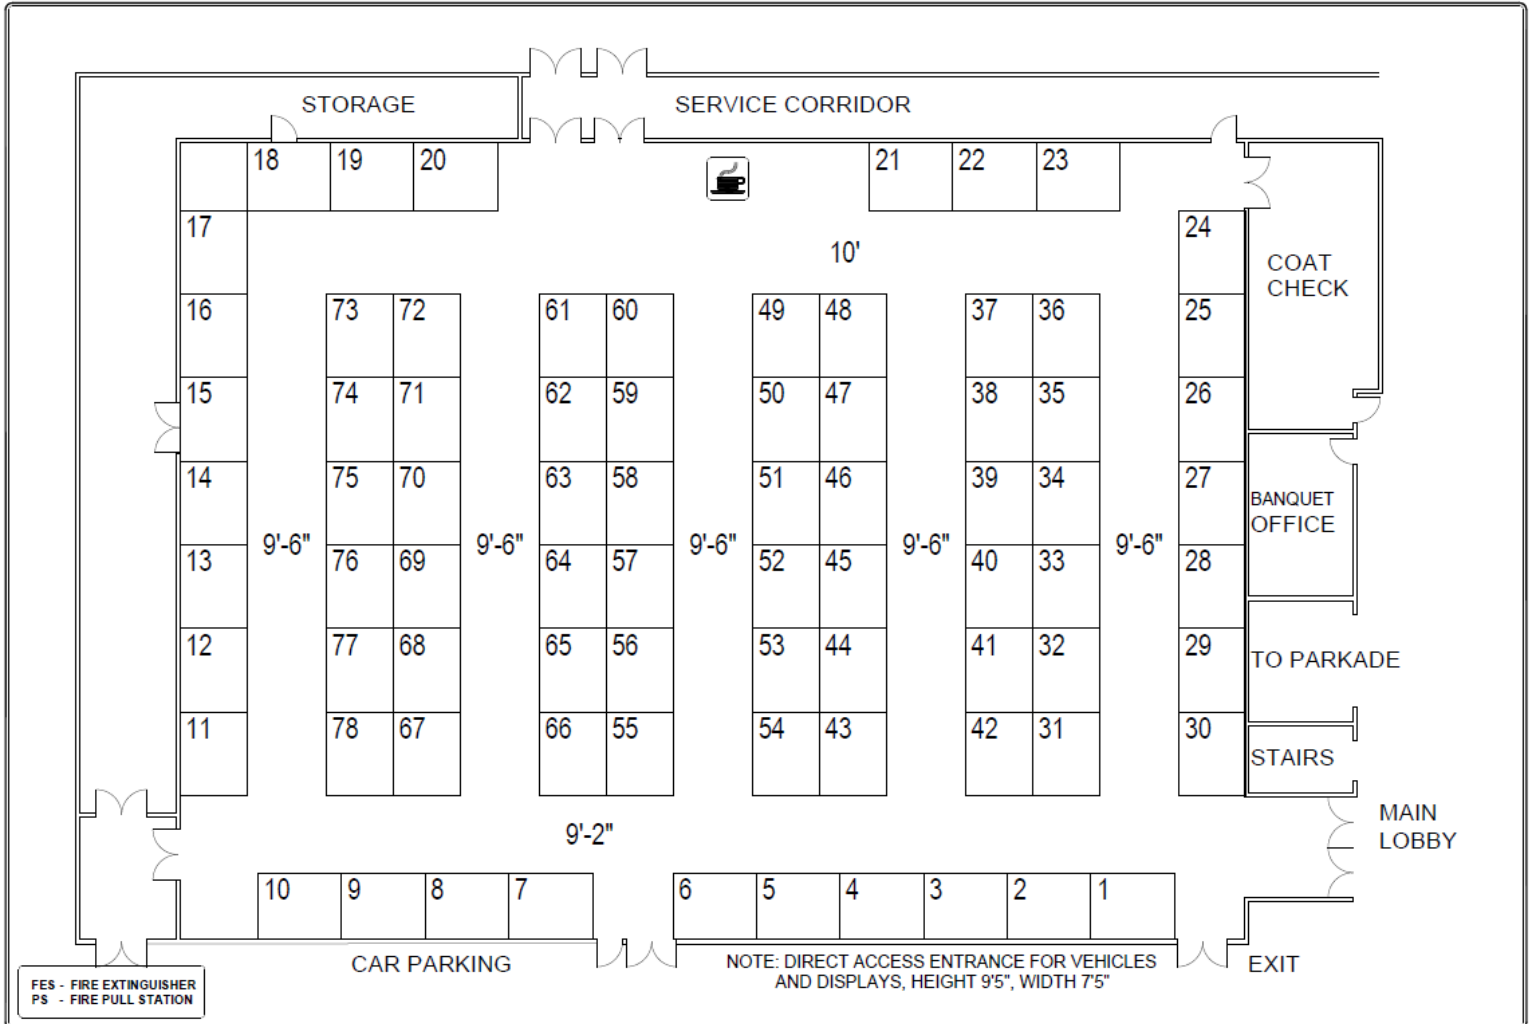 STORAGE
SERVICE CORRIDOR
18 19 20 21 22 23
17 24
10'
COAT
CHECK
16 73 72 61 60 49 48 37 36 25
15 74 71 62 59 50 47 38 35 26
14 75 70 63 58 51 46 39 34 27
BANQUET
OFFICE
9'-6" 9'-6" 9'-6" 9'-6" 9'-6"
13 76 69 64 57 52 45 40 33 28
12 77 68 65 56 53 44 41 32 29
TO PARKADE
11 78 67 66 55 54 43 42 31 30
STAIRS
MAIN
LOBBY
9'-2"
10 9 8 7 6 5 4 3 2 1
CAR PARKING
NOTE: DIRECT ACCESS ENTRANCE FOR VEHICLES
AND DISPLAYS, HEIGHT 9'5", WIDTH 7'5"
EXIT
FES - FIRE EXTINGUISHER
PS - FIRE PULL STATION